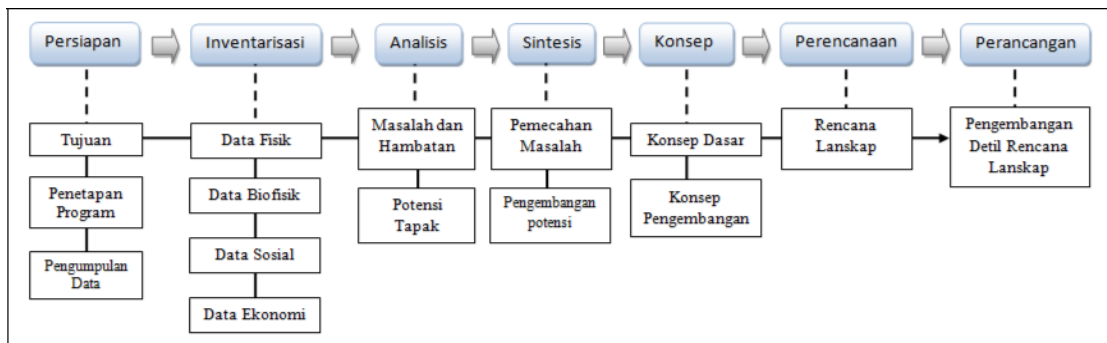 Persiapan
Inventarisasi
Analisis
Sintesis
Konsep
Perencanaan
Perancangan
Tujuan
Penetapan
Program
Pengumpulan
Data
Data Fisik
Data Biofisik
Data Sosial
Data Ekonomi
Masalah dan
Hambatan
Potensi
Tapak
Pemecahan
Masalah
Pengembangan
potensi
Konsep Dasar
Konsep
Pengembangan
Rencana
Lanskap
Pengembangan
Detil Rencana
Lanskap